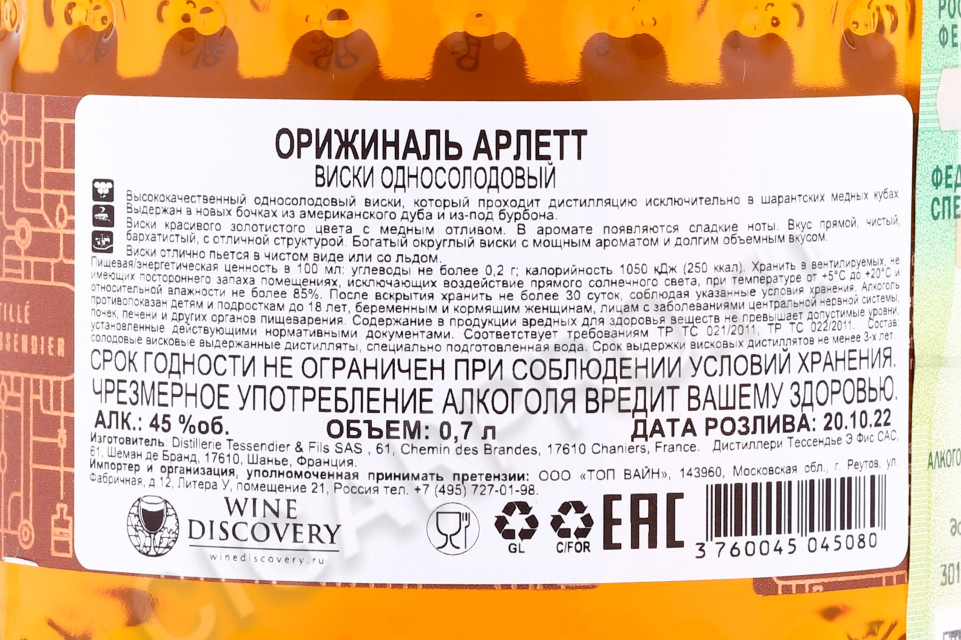 ОРИЖИНАЛЬ АРЛЕТТ
ВИСКИ ОДНОСОЛОДОВЫЙ
Высококачественный односолодовый виски, который проходит дистилляцию исключительно в шарантских медных кубах.
Выдержан в новых бочках из американского дуба и из-под бурбона.
Виски красивого золотистого цвета с медным отливом. В аромате появляются сладкие ноты. Вкус прямой, чистый,
бархатистый, с отличной структурой. Богатый округлый виски с мощным ароматом и долгим объемным вкусом.
Виски отлично пьется в чистом виде или со льдом.
Пищевая/энергетическая ценность в 100 мл: углеводы не более 0,2 г; калорийность 1050 кДж (250 ккал). Хранить в вентилируемых, не
имеющих постороннего запаха помещениях, исключающих воздействие прямого солнечного света, при температуре от +5°С до +20°С и
относительной влажности не более 85%. После вскрытия хранить не более 30 суток, соблюдая указанные условия хранения. Алкоголь
противопоказан детям и подросткам до 18 лет, беременным и кормящим женщинам, лицам с заболеваниями центральной нервной системы,
почек, печени и других органов пищеварения. Содержание в продукции вредных для здоровья веществ не превышает допустимые уровни,
установленные действующими нормативными документами. Соответствует требованиям ТР ТС 021/2011, ТР ТС 022/2011. Состав:
солодовые висковые выдержанные дистилляты, специально подготовленная вода. Срок выдержки висковых дистиллятов не менее 3-х лет.
СРОК ГОДНОСТИ НЕ ОГРАНИЧЕН ПРИ СОБЛЮДЕНИИ УСЛОВИЙ ХРАНЕНИЯ.
ЧРЕЗМЕРНОЕ УПОТРЕБЛЕНИЕ АЛКОГОЛЯ ВРЕДИТ ВАШЕМУ ЗДОРОВЬЮ.
АЛК.: 45 %об. ОБЪЕМ: 0,7 л ДАТА РОЗЛИВА: 20.10.22
Изготовитель: Distillerie Tessendier & Fils SAS , 61, Chemin des Brandes, 17610 Chaniers, France. Дистиллери Тессендье Э Фис САС,
61, Шеман де Бранд, 17610, Шанье, Франция.
Импортер и организация, уполномоченная принимать претензии: ООО «ТОП ВАЙН», 143960, Московская обл., г. Реутов, ул.
Фабричная, д.12, Литера У, помещение 21, Россия тел. +7 (495) 727-01-98.
WINE
DISCOVERY
winediscovery.ru
GL
C/FOR
ЕАС
3 760045 045080
TILLÉ
SSENDIER
РОС
ФЕ
ФЕД
СПЕ
АЛКОГО
301